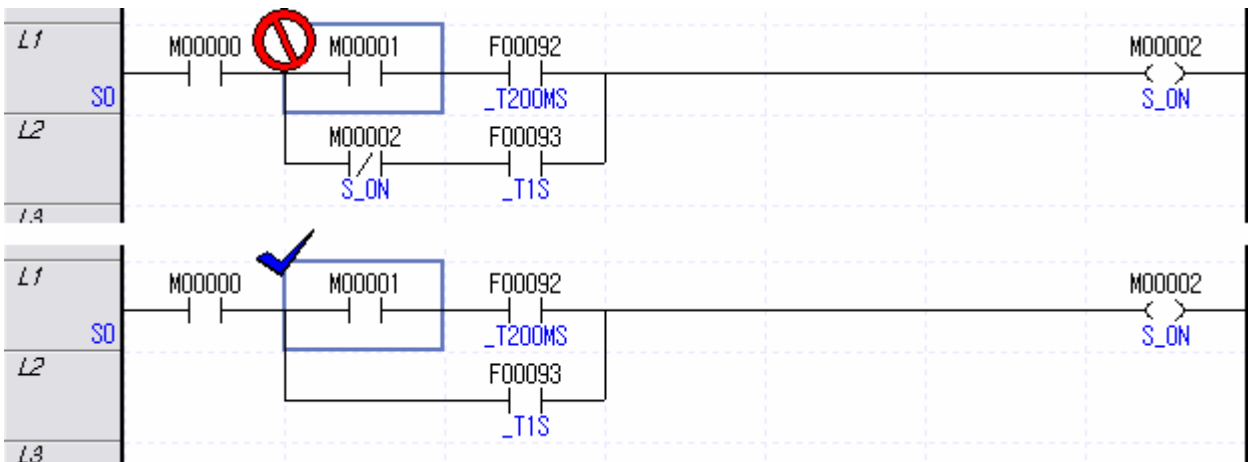 L1 M00000 M00001 F00092 M00002
S0 _T200MS S_ON
L2 M00002 F00093
S_ON _T1S
L3
L1 M00000 M00001 F00092 M00002
S0 _T200MS S_ON
L2 F00093
_T1S
L3